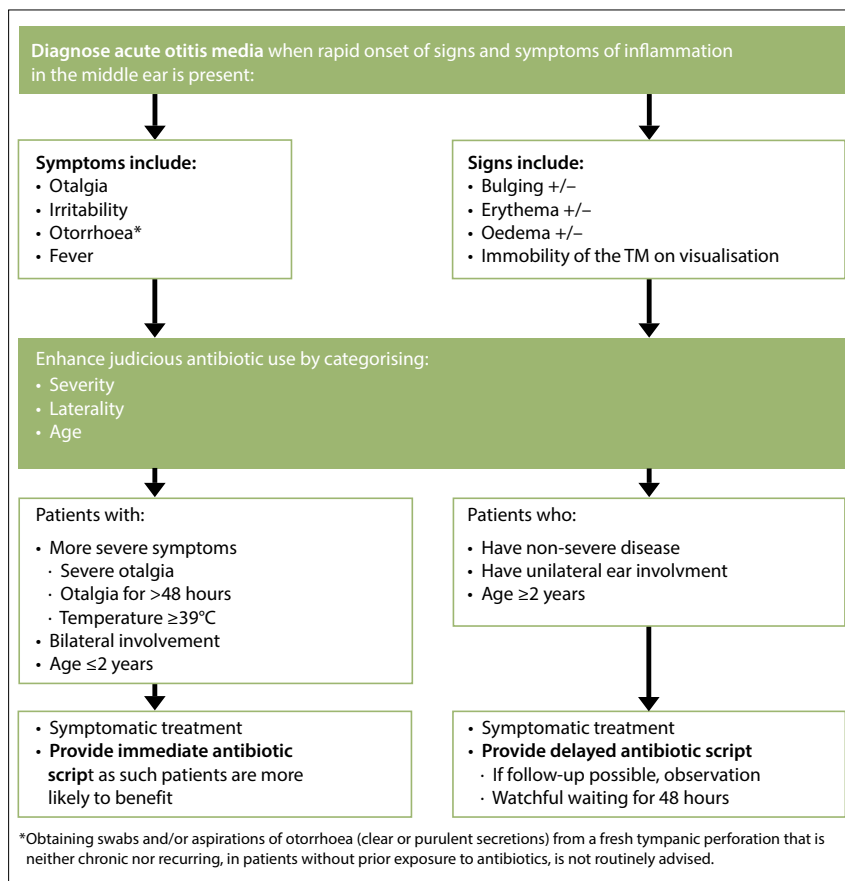 Diagnose acute otitis media when rapid onset of signs and symptoms of inflammation
in the middle ear is present:
Symptoms include:
• Otalgia
• Irritability
• Otorrhoea*
• Fever
Signs include:
• Bulging +/–
• Erythema +/–
• Oedema +/–
• Immobility of the TM on visualisation
Enhance judicious antibiotic use by categorising:
• Severity
• Laterality
• Age
Patients with:
• More severe symptoms
· Severe otalgia
· Otalgia for >48 hours
· Temperature ≥39°C
• Bilateral involvement
• Age ≤2 years
Patients who:
• Have non-severe disease
• Have unilateral ear involvment
• Age ≥2 years
• Symptomatic treatment
• Provide immediate antibiotic
script as such patients are more
likely to benefit
• Symptomatic treatment
• Provide delayed antibiotic script
· If follow-up possible, observation
· Watchful waiting for 48 hours
*Obtaining swabs and/or aspirations of otorrhoea (clear or purulent secretions) from a fresh tympanic perforation that is
neither chronic nor recurring, in patients without prior exposure to antibiotics, is not routinely advised.